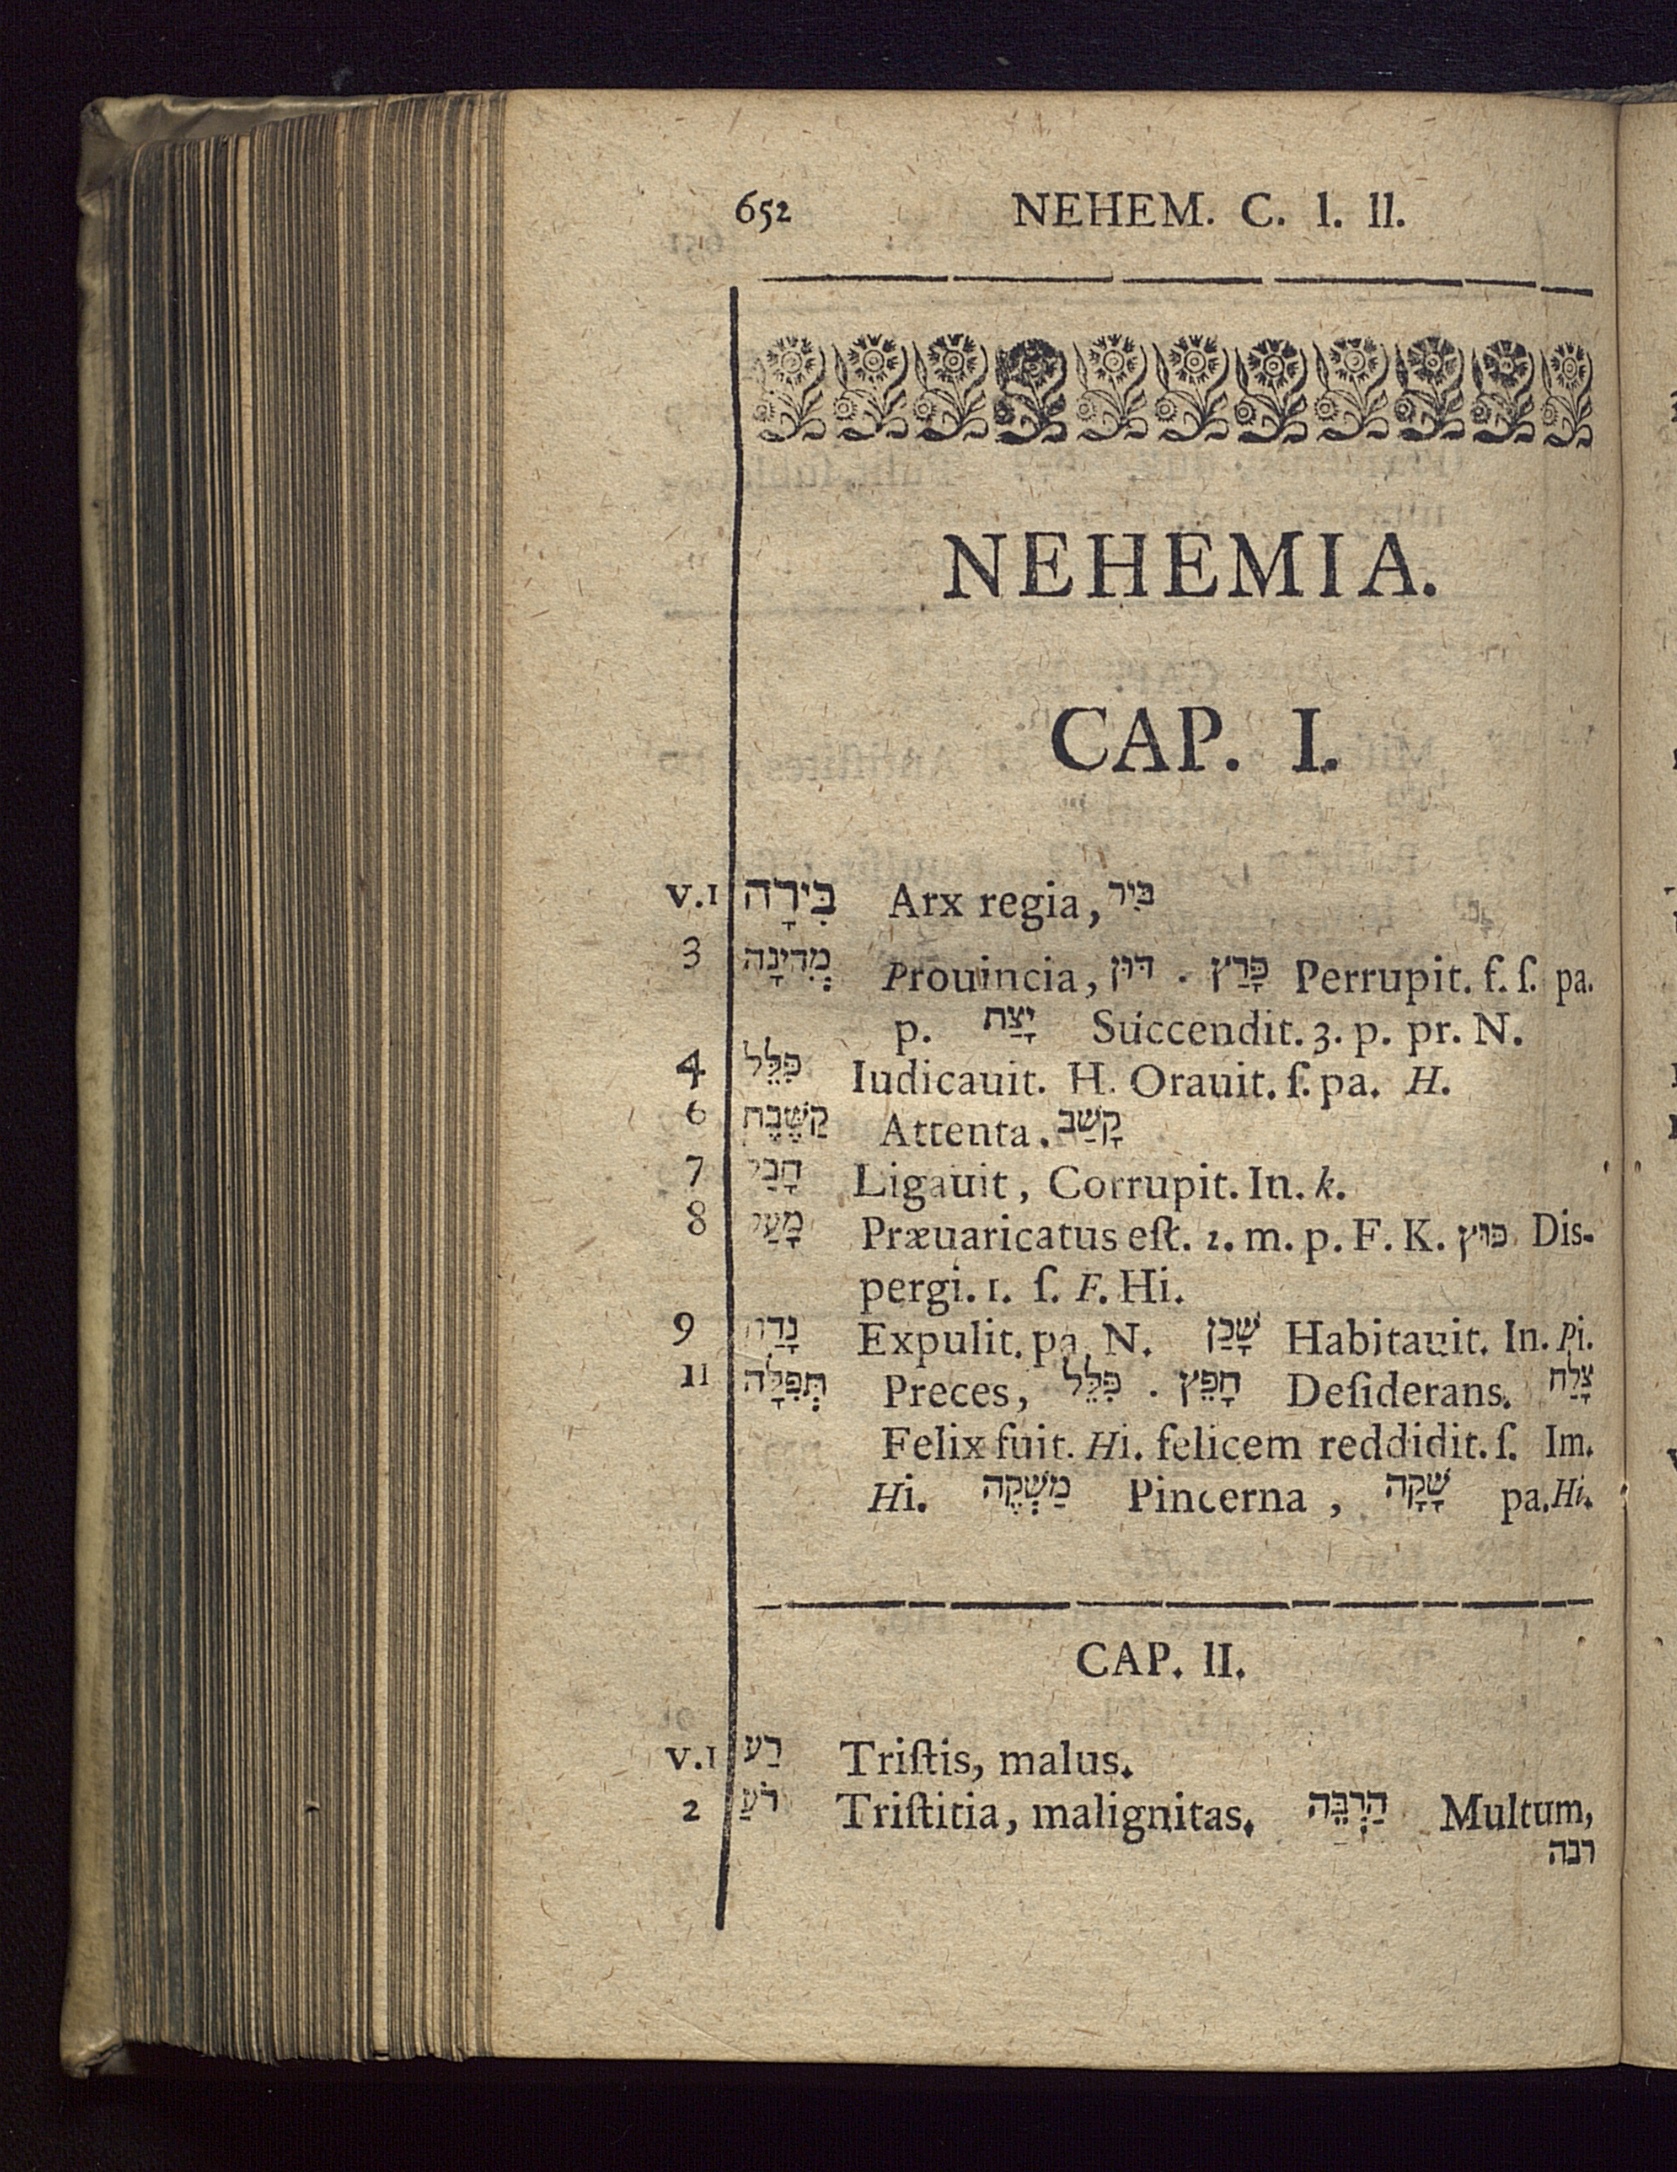 652 NEHEM. C. I. II.
NEHEMIA.
CAP. I.
V.1 בִּירָה Arx regia, בִּיר
3 מְדִינָה Prouincia, דּוּן . פָּרַץ Perrupit. f. ſ. pa.
p. יָצַת Succendit. 3. p. pr. N.
4 פִּלֵּל Iudicauit. H. Orauit. ſ. pa. H.
6 קַשֶּׁבֶת Attenta. קָשַׁב
7 Ligauit, Corrupit. In. k.
8 Præuaricatus eſt. 2. m. p. F. K. פּוּץ Dis-
pergi. 1. ſ. F. Hi.
9 Expulit. pa. N. שָׁכַן Habitauit. In. Pi.
11 תְּפִלָּה Preces, פִּלֵּל . חָפֵץ Deſiderans. צָלַח
Felix fuit. Hi. felicem reddidit. ſ. Im.
Hi. מַשְׁקֶה Pincerna, שָׁקָה pa. Hi.
CAP. II.
V.1 רַע Triſtis, malus.
2 רֹעַ Triſtitia, malignitas. הַרְבֵּה Multum,
רבה